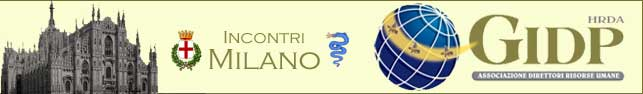 INCONTRI
MILANO
HRDA
GIDP
ASSOCIAZIONE DIRETTORI RISORSE UMANE